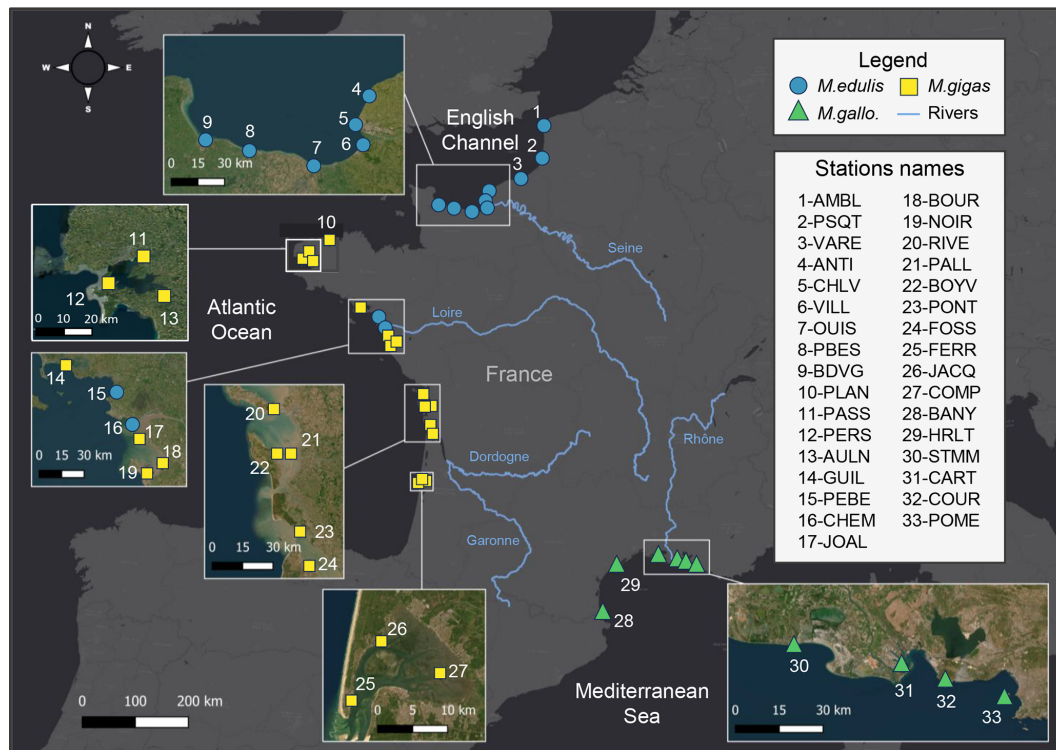 N
W E
S
4
5
6
7
8
9
0 15 30 km
English
Channel
1
2
3
Legend
M.edulis M.gigas
M.gallo. Rivers
Stations names
1-AMBL 18-BOUR
2-PSQT 19-NOIR
3-VARE 20-RIVE
4-ANTI 21-PALL
5-CHLV 22-BOYV
6-VILL 23-PONT
7-OUIS 24-FOSS
8-PBES 25-FERR
9-BDVG 26-JACQ
10-PLAN 27-COMP
11-PASS 28-BANY
12-PERS 29-HRLT
13-AULN 30-STMM
14-GUIL 31-CART
15-PEBE 32-COUR
16-CHEM 33-POME
17-JOAL
10
11
12
13
0 10 20 km
Atlantic
Ocean
Seine
Loire
France
14
15
16
17
18
19
0 15 30 km
20
21
22
23
24
0 15 30 km
Dordogne
Rhône
Garonne
29
28
26
27
25
0 5 10 km
30
31
32
33
0 15 30 km
Mediterranean
Sea
0 100 200 km